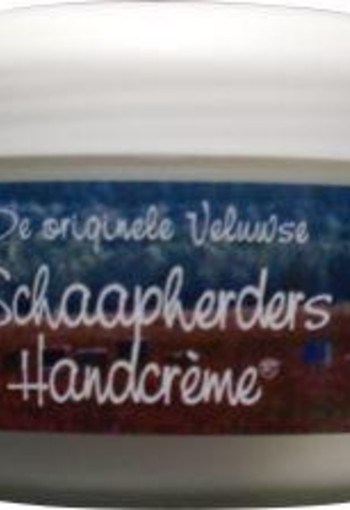 De originele Veluwse
Schaapherders
Handcrème®